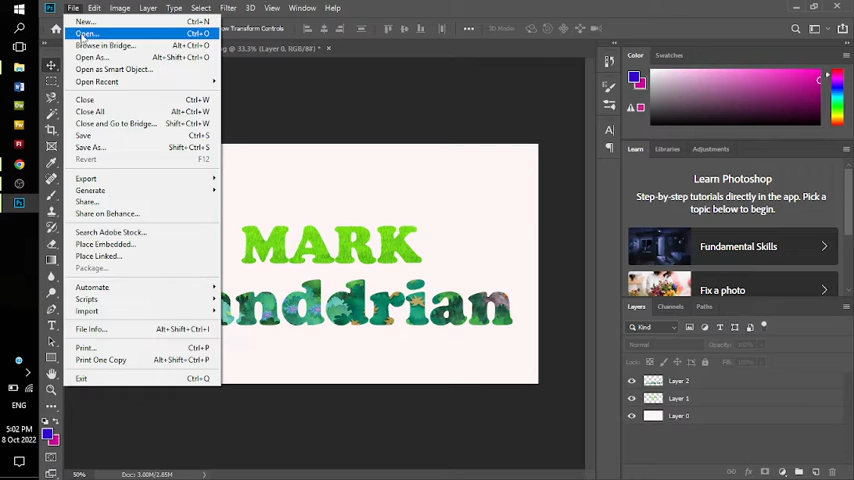 File Edit Image Layer Type Select Filter 3D View Window Help
New... Ctrl+N
Open... Ctrl+O
Browse in Bridge... Alt+Ctrl+O
Open As... Alt+Shift+Ctrl+O
Open as Smart Object...
Open Recent
Close Ctrl+W
Close All Alt+Ctrl+W
Close and Go to Bridge... Shift+Ctrl+W
Save Ctrl+S
Save As... Shift+Ctrl+S
Revert F12
Export
Generate
Share...
Share on Behance...
Search Adobe Stock...
Place Embedded...
Place Linked...
Package...
Automate
Scripts
Import
File Info... Alt+Shift+Ctrl+I
Print... Ctrl+P
Print One Copy Alt+Shift+Ctrl+P
Exit Ctrl+Q
Transform Controls
@ 33.3% (Layer 0, RGB/8#) *
MARK
onddrian
50% Doc: 3.00M/2.85M
Color Swatches
Learn Libraries Adjustments
Learn Photoshop
Step-by-step tutorials directly in the app. Pick a
topic below to begin.
Fundamental Skills
Fix a photo
Layers Channels Paths
Kind
Normal Opacity: 100%
Lock: Fill: 100%
Layer 2
Layer 1
Layer 0
ENG
5:02 PM
8 Oct 2022